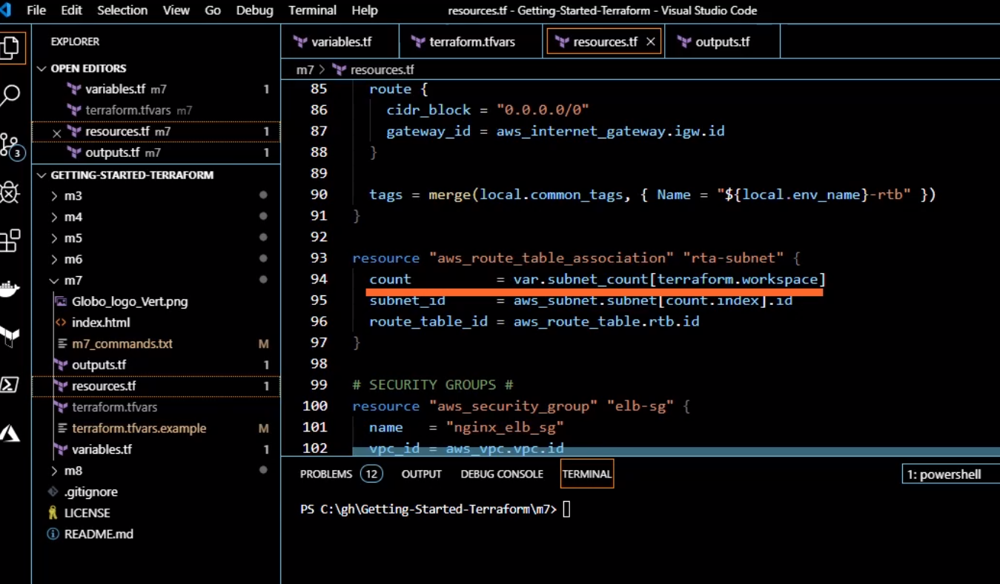 File Edit Selection View Go Debug Terminal Help resources.tf - Getting-Started-Terraform - Visual Studio Code
EXPLORER
OPEN EDITORS
variables.tf m7 1
terraform.tfvars m7
resources.tf m7 1
outputs.tf m7 1
3
GETTING-STARTED-TERRAFORM
m3
m4
m5
m6
m7
Globo_logo_Vert.png
index.html
m7_commands.txt M
outputs.tf 1
resources.tf 1
terraform.tfvars
terraform.tfvars.example M
variables.tf 1
m8
.gitignore
LICENSE
README.md
variables.tf terraform.tfvars resources.tf outputs.tf
m7 > resources.tf
85 route {
86 cidr_block = "0.0.0.0/0"
87 gateway_id = aws_internet_gateway.igw.id
88 }
89
90 tags = merge(local.common_tags, { Name = "${local.env_name}-rtb" })
91 }
92
93 resource "aws_route_table_association" "rta-subnet" {
94 count = var.subnet_count[terraform.workspace]
95 subnet_id = aws_subnet.subnet[count.index].id
96 route_table_id = aws_route_table.rtb.id
97 }
98
99 # SECURITY GROUPS #
100 resource "aws_security_group" "elb-sg" {
101 name = "nginx_elb_sg"
102 vpc_id = aws_vpc.vpc.id
PROBLEMS 12 OUTPUT DEBUG CONSOLE TERMINAL 1: powershell
PS C:\gh\Getting-Started-Terraform\m7>